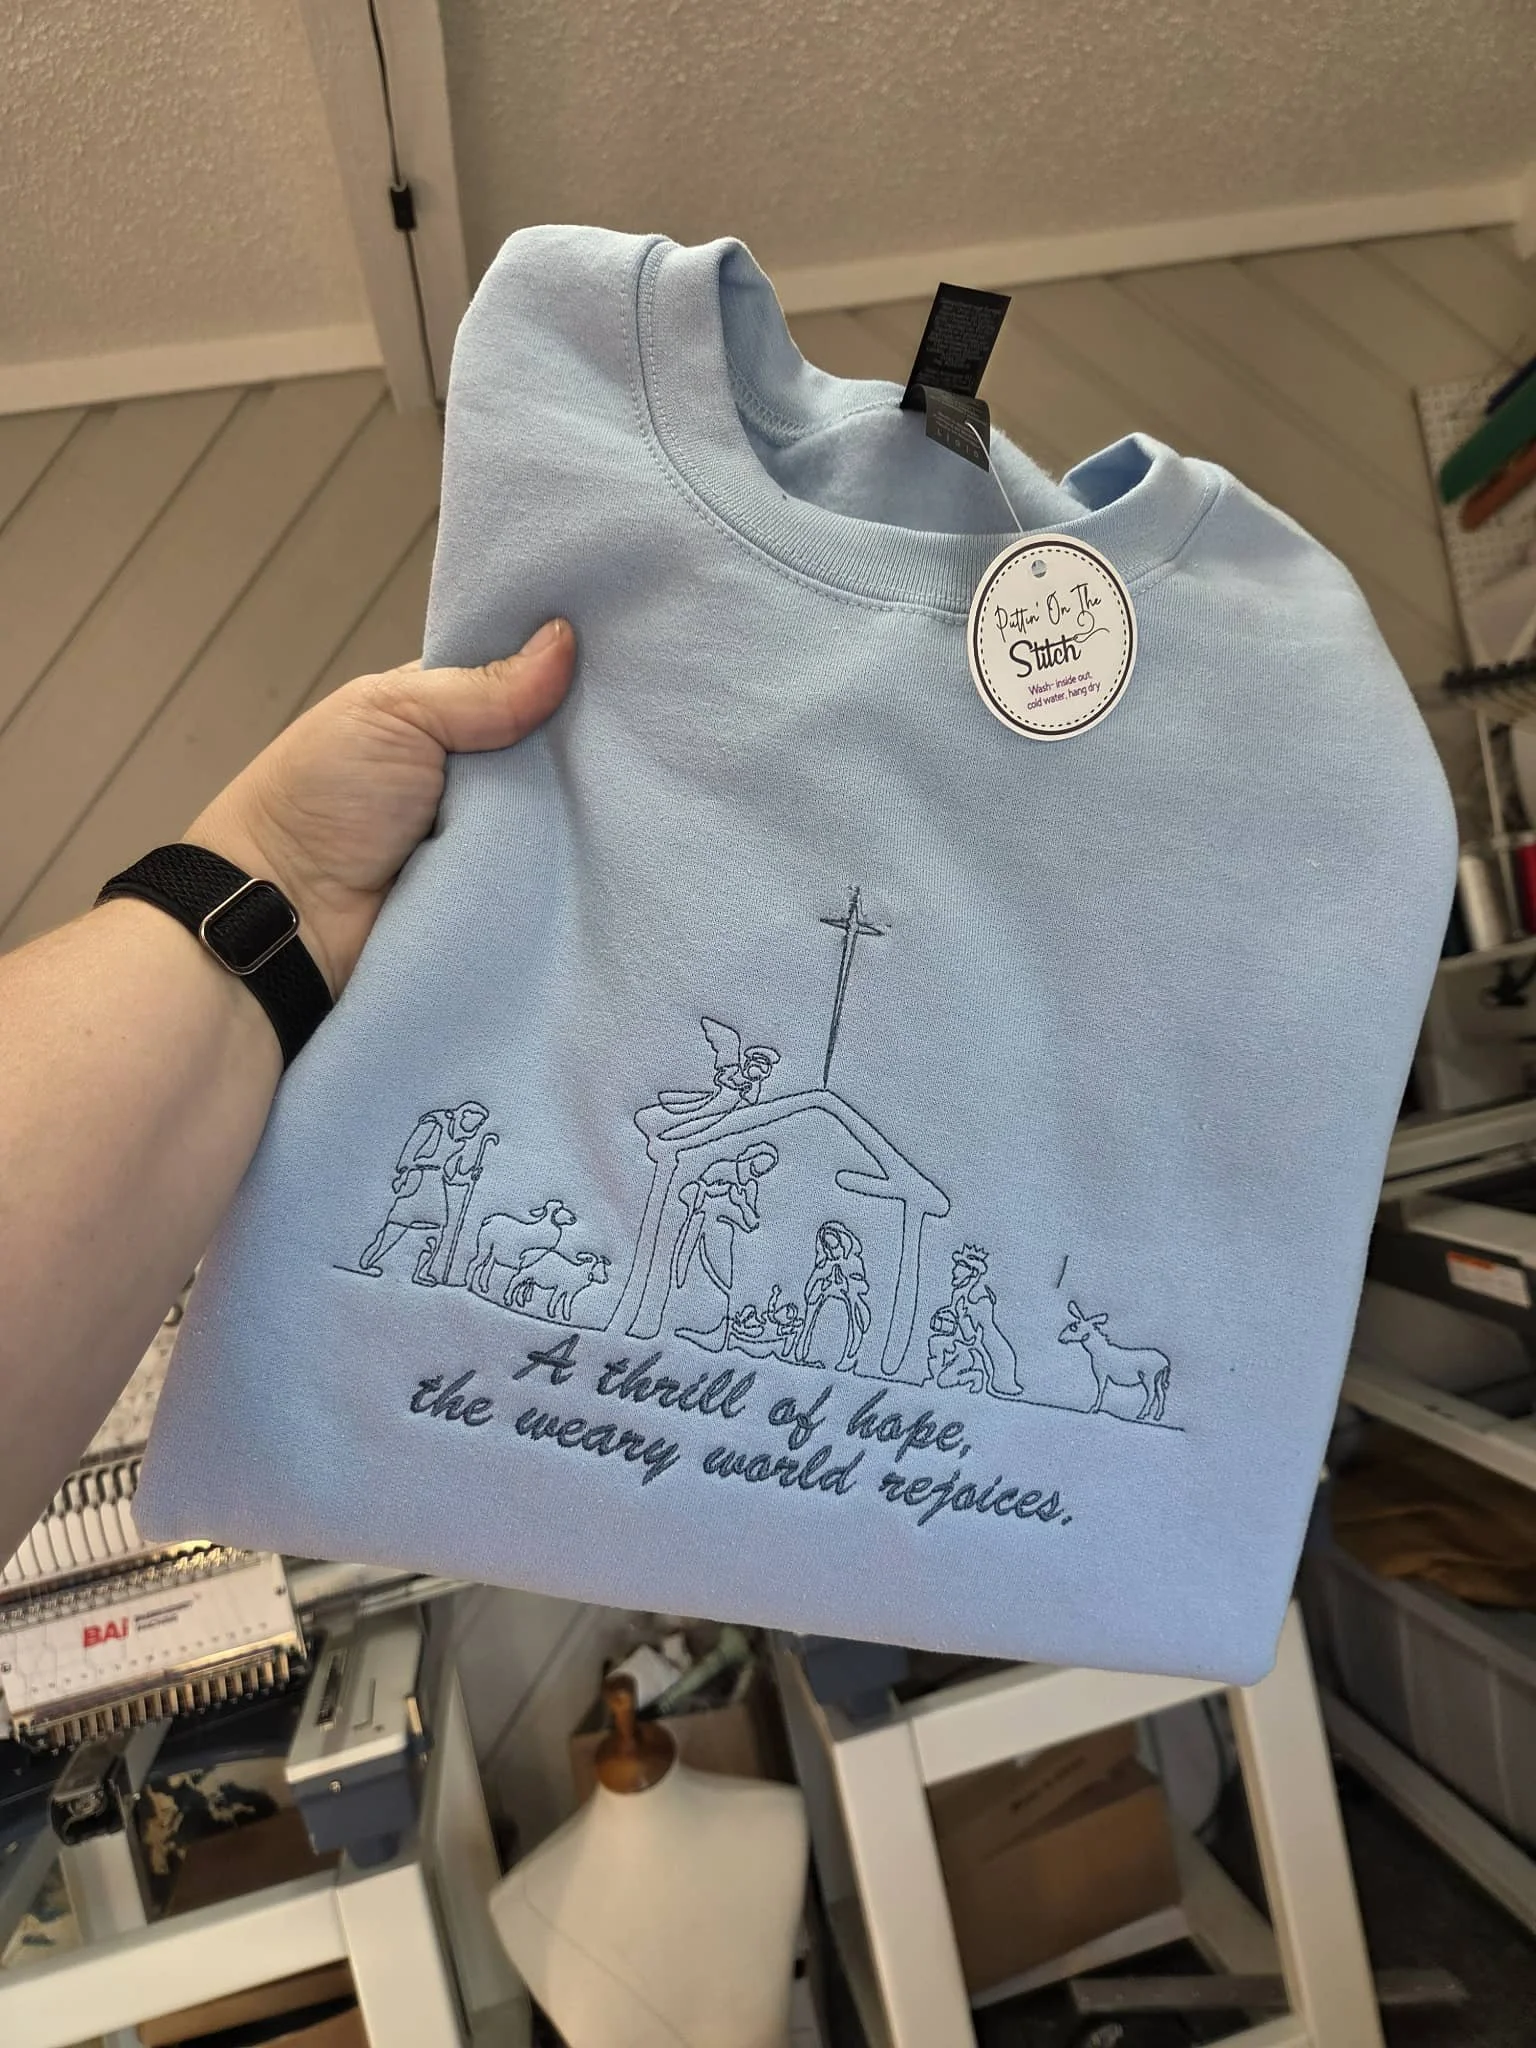 Puttin' On The
Stitch
Wash- inside out,
cold water, hang dry
A thrill of hope,
the weary world rejoices.
BAi